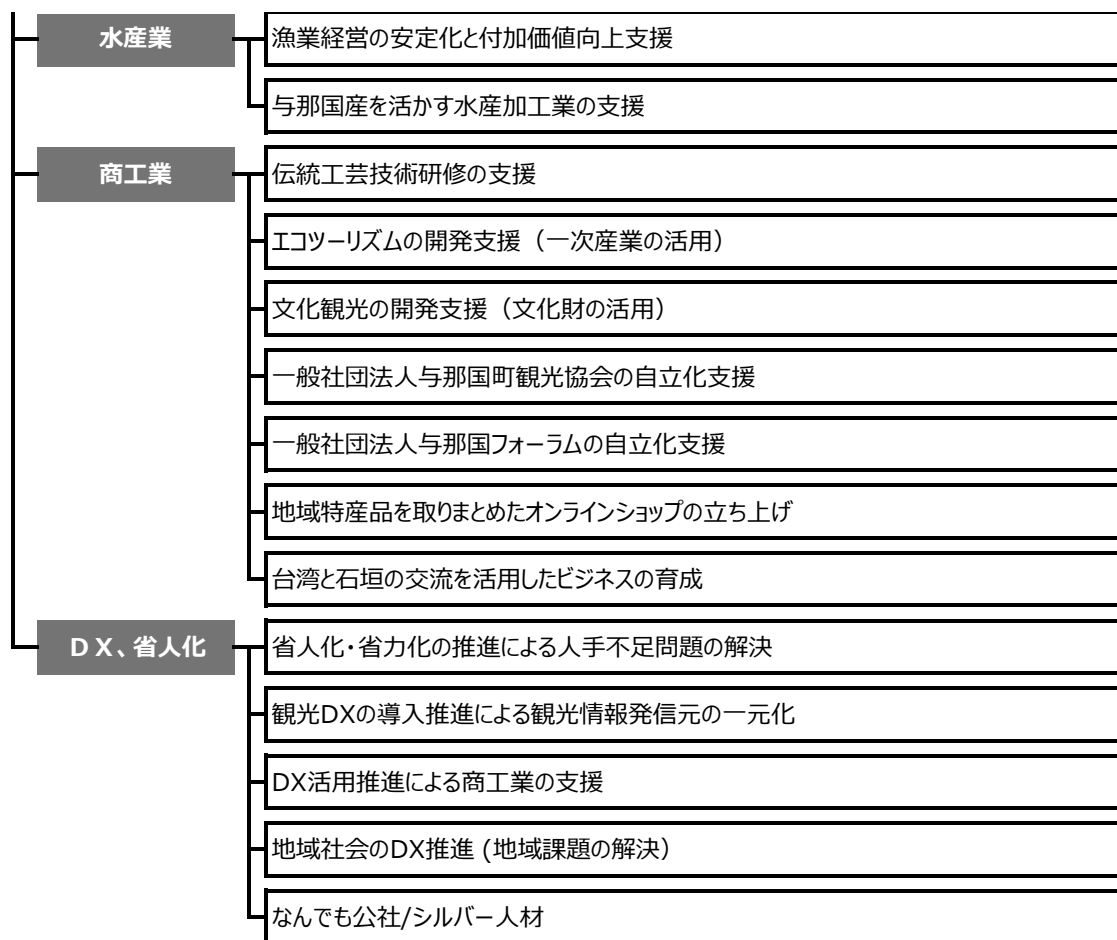 水産業
漁業経営の安定化と付加価値向上支援
与那国産を活かす水産加工業の支援
商工業
伝統工芸技術研修の支援
エコツーリズムの開発支援（一次産業の活用）
文化観光の開発支援（文化財の活用）
一般社団法人与那国町観光協会の自立化支援
一般社団法人与那国フォーラムの自立化支援
地域特産品を取りまとめたオンラインショップの立ち上げ
台湾と石垣の交流を活用したビジネスの育成
ＤＸ、省人化
省人化・省力化の推進による人手不足問題の解決
観光DXの導入推進による観光情報発信元の一元化
DX活用推進による商工業の支援
地域社会のDX推進 (地域課題の解決）
なんでも公社/シルバー人材